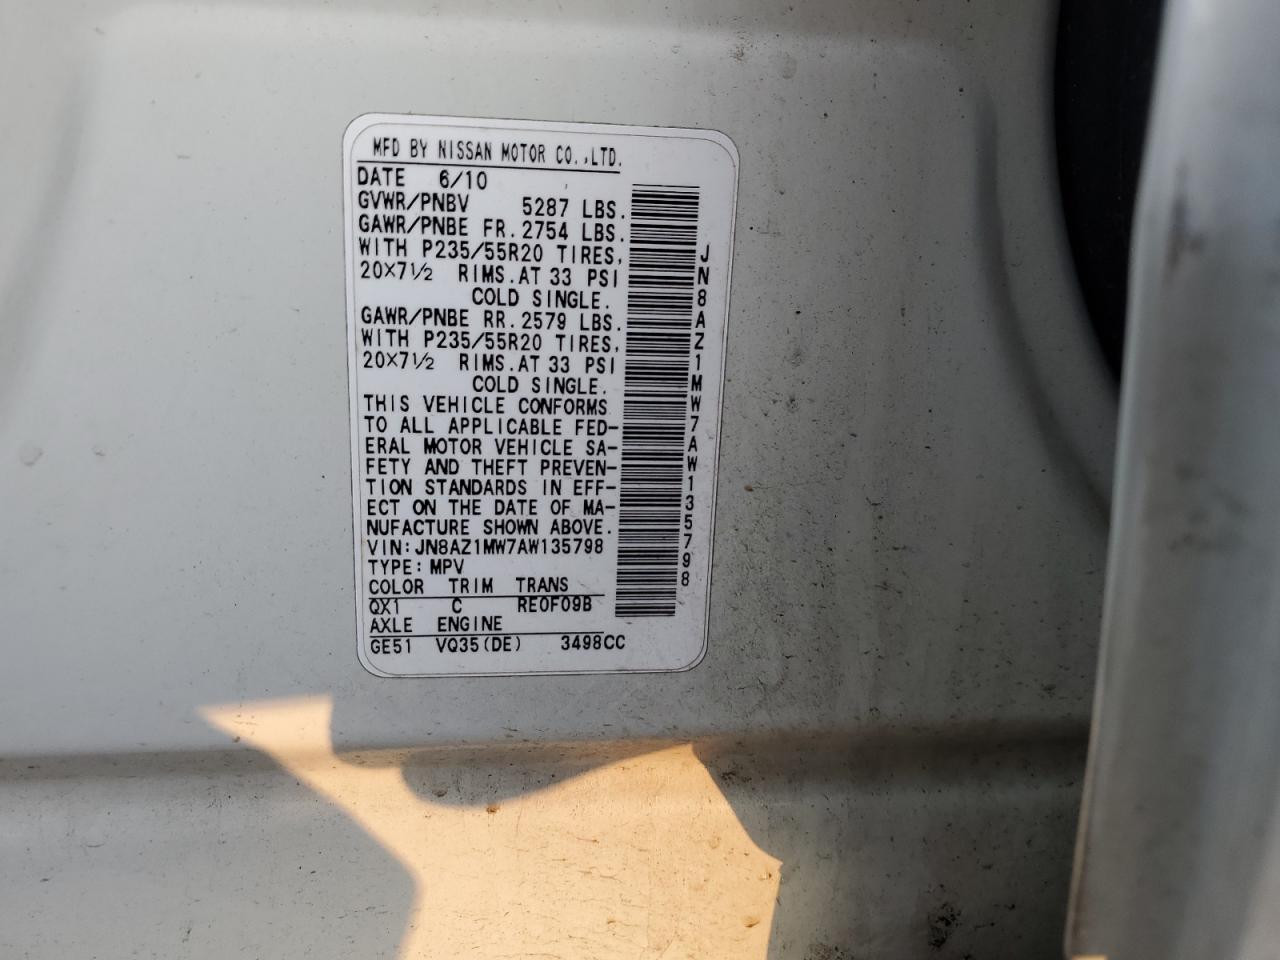 MFD BY NISSAN MOTOR CO.,LTD.
DATE 6/10
GVWR/PNBV 5287 LBS.
GAWR/PNBE FR. 2754 LBS.
WITH P235/55R20 TIRES,
20×7½ RIMS.AT 33 PSI
COLD SINGLE.
GAWR/PNBE RR. 2579 LBS.
WITH P235/55R20 TIRES,
20×7½ RIMS.AT 33 PSI
COLD SINGLE.
THIS VEHICLE CONFORMS
TO ALL APPLICABLE FED-
ERAL MOTOR VEHICLE SA-
FETY AND THEFT PREVEN-
TION STANDARDS IN EFF-
ECT ON THE DATE OF MA-
NUFACTURE SHOWN ABOVE.
VIN:JN8AZ1MW7AW135798
TYPE:MPV
COLOR TRIM TRANS
QX1 C RE0F09B
AXLE ENGINE
GE51 VQ35(DE) 3498CC
JN8AZ1MW7AW135798